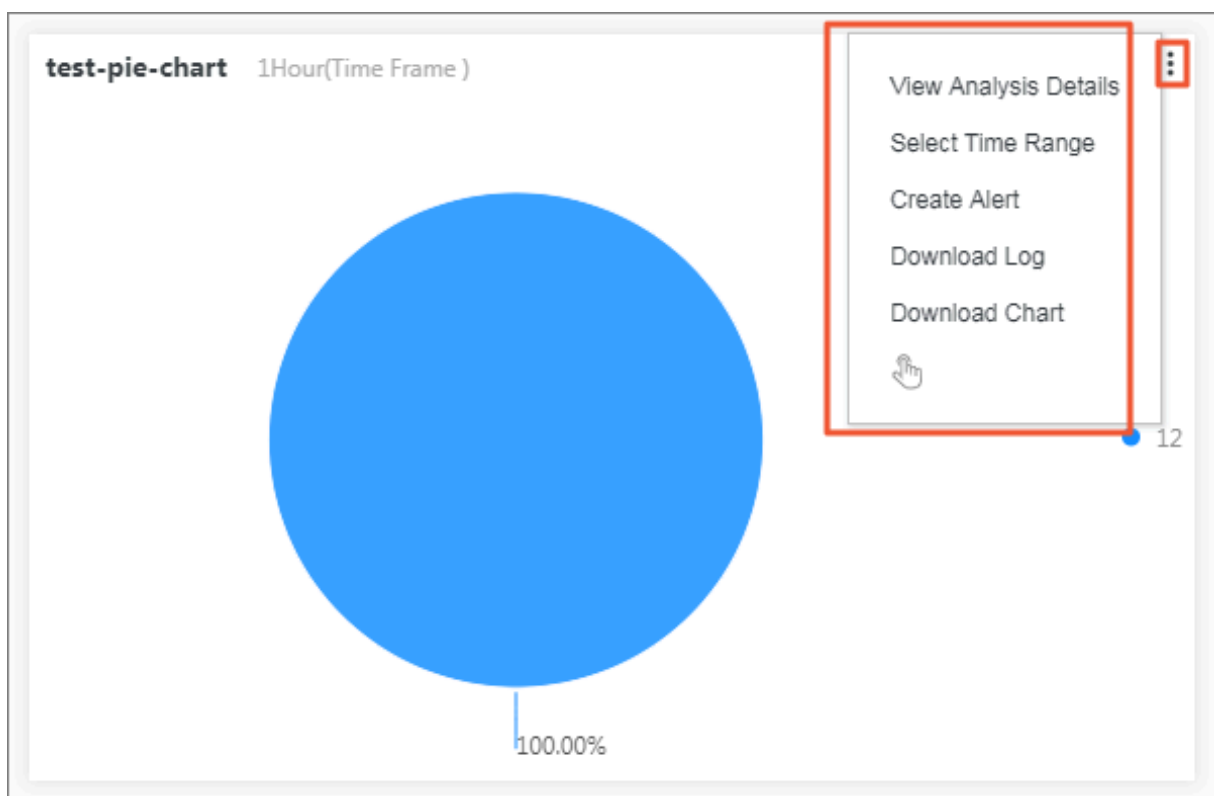 test-pie-chart 1Hour(Time Frame )
View Analysis Details
Select Time Range
Create Alert
Download Log
Download Chart
12
100.00%